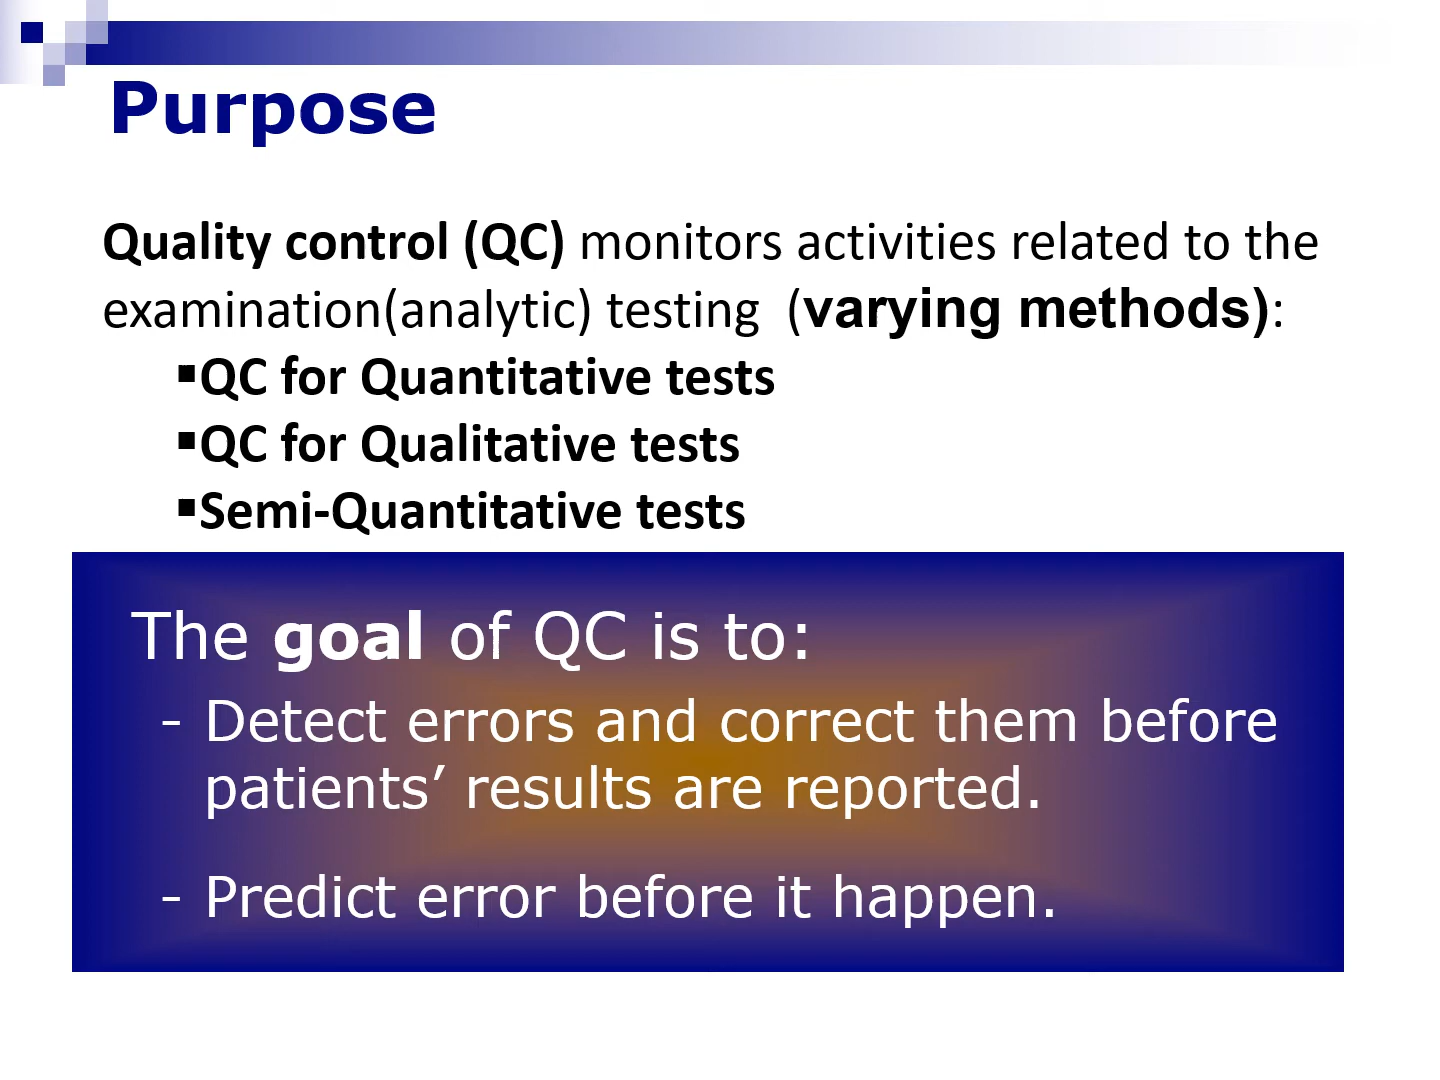 Purpose
Quality control (QC) monitors activities related to the
examination(analytic) testing  (varying methods):
▪QC for Quantitative tests
▪QC for Qualitative tests
▪Semi-Quantitative tests
The goal of QC is to:
- Detect errors and correct them before
patients’ results are reported.
- Predict error before it happen.